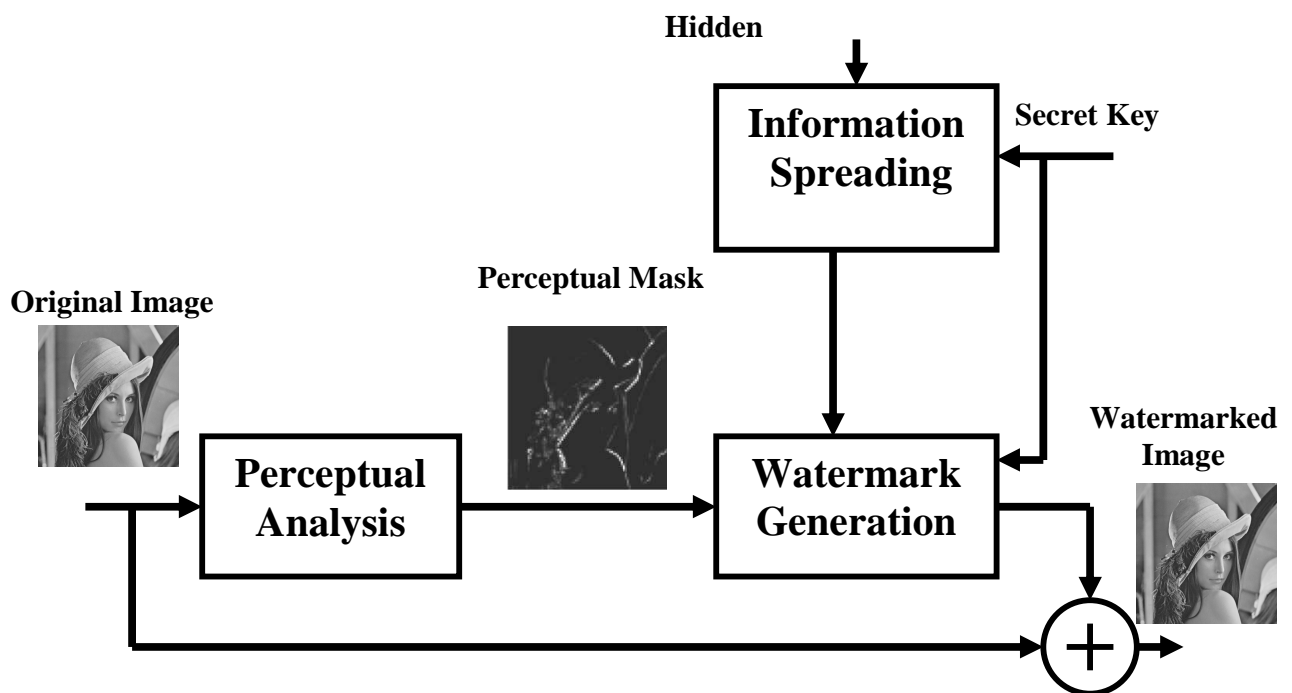 Hidden
Information
Spreading
Secret Key
Perceptual Mask
Original Image
Watermarked
Image
Perceptual
Analysis
Watermark
Generation
+